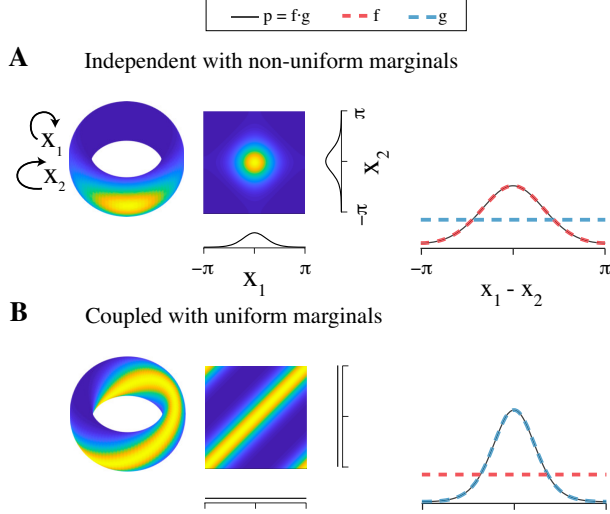 p = f·g f g
A Independent with non-uniform marginals
x₁
x₂
π
x₂
-π
-π π
x₁
-π π
x₁ - x₂
B Coupled with uniform marginals